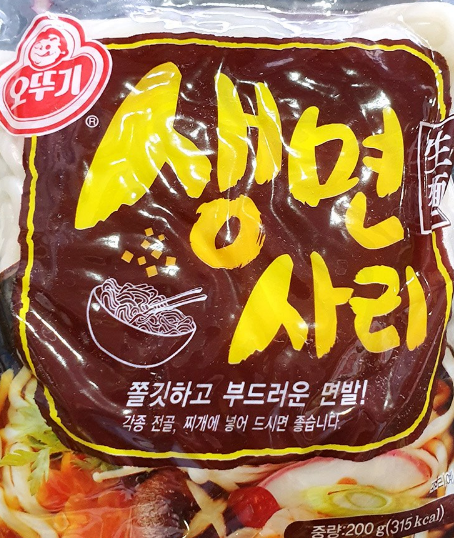 오뚜기
®
생면
生麵
사리
쫄깃하고 부드러운 면발!
각종 전골, 찌개에 넣어 드시면 좋습니다.
중량:200g(315kcal)